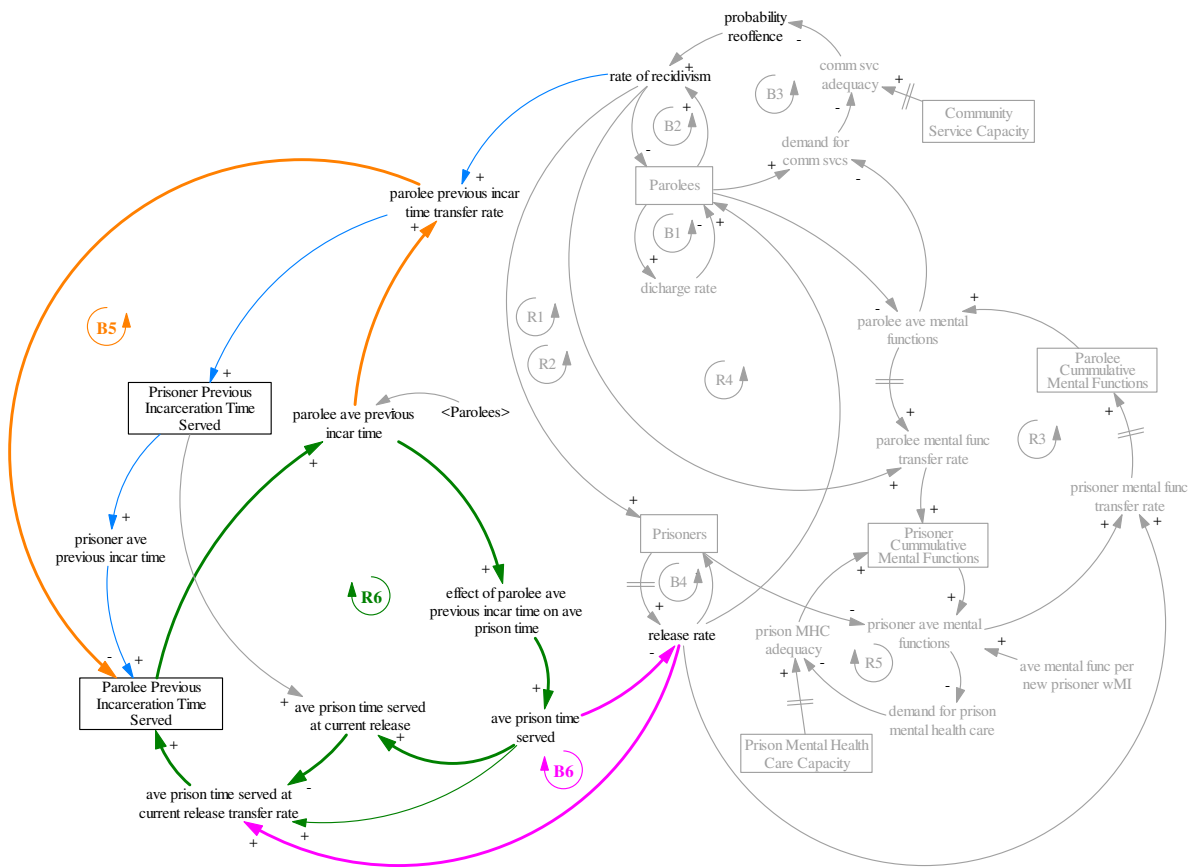 probability
reoffence
-
-
rate of recidivism
+
comm svc
adequacy
+
B3
Community
Service Capacity
B2
+
-
-
demand for
comm svcs
+
-
+
parolee previous incar
time transfer rate
+
Parolees
B1
-
+
+
dicharge rate
B5
R1
R2
R4
-
parolee ave mental
functions
+
Parolee
Cummulative
Mental Functions
+
+
Prisoner Previous
Incarceration Time
Served
parolee ave previous
incar time
+
<Parolees>
+
parolee mental func
transfer rate
+
R3
prisoner mental func
transfer rate
+
+
+
prisoner ave
previous incar time
+
Prisoners
+
Prisoner
Cummulative
Mental Functions
+
+
R6
+
effect of parolee ave
previous incar time on ave
prison time
B4
+
release rate
-
-
prisoner ave mental
functions
+
prison MHC
adequacy
-
+
R5
ave mental func per
new prisoner wMI
-
+
Parolee Previous
Incarceration Time
Served
+
+
ave prison time served
at current release
+
+
ave prison time
served
-
demand for prison
mental health care
B6
Prison Mental Health
Care Capacity
-
ave prison time served at
current release transfer rate
+
+